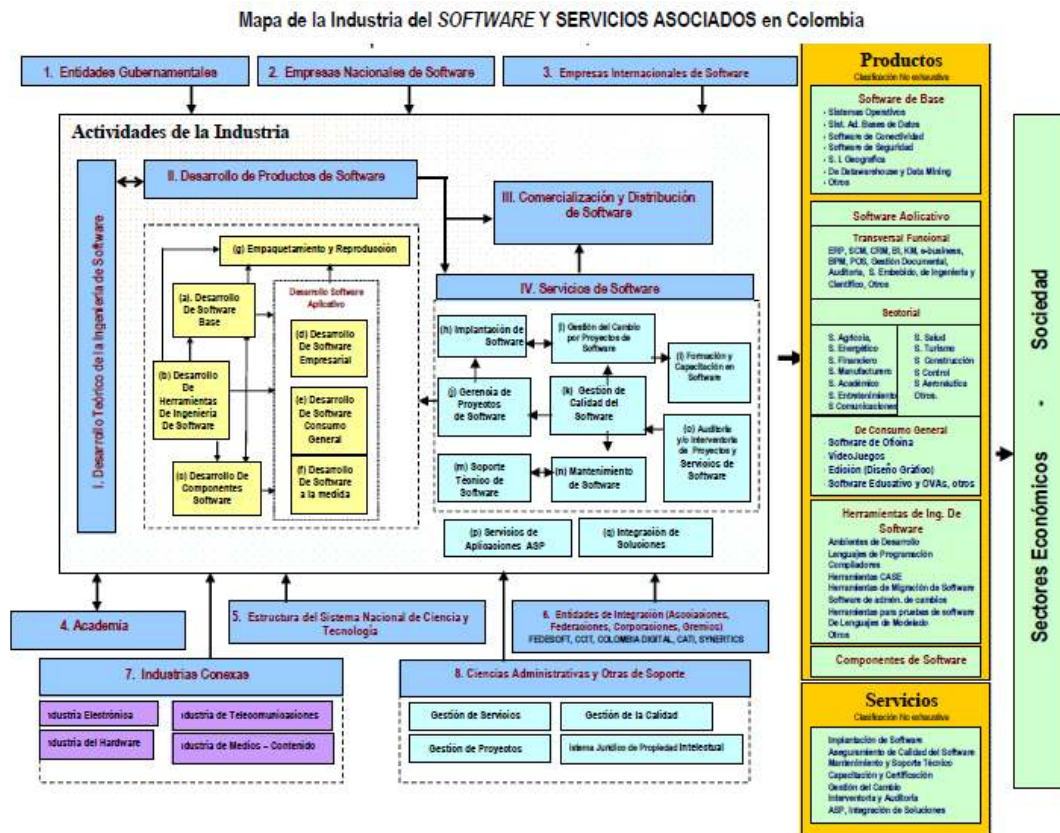 Mapa de la Industria del SOFTWARE Y SERVICIOS ASOCIADOS en Colombia
1. Entidades Gubernamentales
2. Empresas Nacionales de Software
3. Empresas Internacionales de Software
Actividades de la Industria
I. Desarrollo Teórico de la Ingeniería de Software
II. Desarrollo de Productos de Software
III. Comercialización y Distribución
de Software
(g) Empaquetamiento y Reproducción
(a). Desarrollo
De Software
Base
(b) Desarrollo
De
Herramientas
De Ingeniería
De Software
(c) Desarrollo De
Componentes
Software
Desarrollo Software
Aplicativo
(d) Desarrollo
De Software
Empresarial
(e) Desarrollo
De Software
Consumo
General
(f) Desarrollo
De Software
a la medida
IV. Servicios de Software
(h) Implantación de
Software
(i) Gestión del Cambio
por Proyectos de
Software
(l) Formación y
Capacitación en
Software
(j) Gerencia de
Proyectos
de Software
(k) Gestión de
Calidad del
Software
(o) Auditoria
y/o Interventoría
de Proyectos y
Servicios de
Software
(m) Soporte
Técnico de
Software
(n) Mantenimiento
de Software
(p) Servicios de
Aplicaciones ASP
(q) Integración de
Soluciones
4. Academia
5. Estructura del Sistema Nacional de Ciencia y
Tecnología
6. Entidades de Integración (Asociaciones,
Federaciones, Corporaciones, Gremios)
FEDESOFT, CCIT, COLOMBIA DIGITAL, CATI, SYNERTICS
7. Industrias Conexas
ndustria Electrónica
ndustria de Telecomunicaciones
ndustria del Hardware
ndustria de Medios – Contenido
8. Ciencias Administrativas y Otras de Soporte
Gestión de Servicios
Gestión de la Calidad
Gestión de Proyectos
istema Jurídico de Propiedad Intelectual
Productos
Clasificación No exhaustiva
Software de Base
- Sistemas Operativos
- Sist. Ad. Bases de Datos
- Software de Conectividad
- Software de Seguridad
- S. I. Geografica
- De Datawarehouse y Data Mining
- Otros
Software Aplicativo
Transversal Funcional
ERP, SCM, CRM, BI, KM, e-business,
BPM, POS, Gestión Documental,
Auditoria, S. Embebido, de Ingeniería y
Científico, Otros
Sectorial
S. Agrícola,
S. Energético
S. Financiero
S. Manufacturero
S. Académico
S. Entretenimiento
S Comunicaciones
S. Salud
S. Turismo
S Construcción
S Control
S Aeronáutica
Otros.
De Consumo General
- Software de Oficina
VideoJuegos
Edición (Diseño Gráfico)
Software Educativo y OVAs, otros
Herramientas de Ing. De
Software
Ambientes de Desarrollo
Lenguajes de Programación
Compiladores
Herramientas CASE
Herramientas de Migración de Software
Software de admón. de cambios
Herramientas para pruebas de software
De Lenguajes de Modelado
Otros
Componentes de Software
Servicios
Clasificación No exhaustiva
Implantación de Software
Aseguramiento de Calidad del Software
Mantenimiento y Soporte Técnico
Capacitación y Certificación
Gestión del Cambio
Interventoría y Auditoría
ASP, Integración de Soluciones
Sectores Económicos - Sociedad